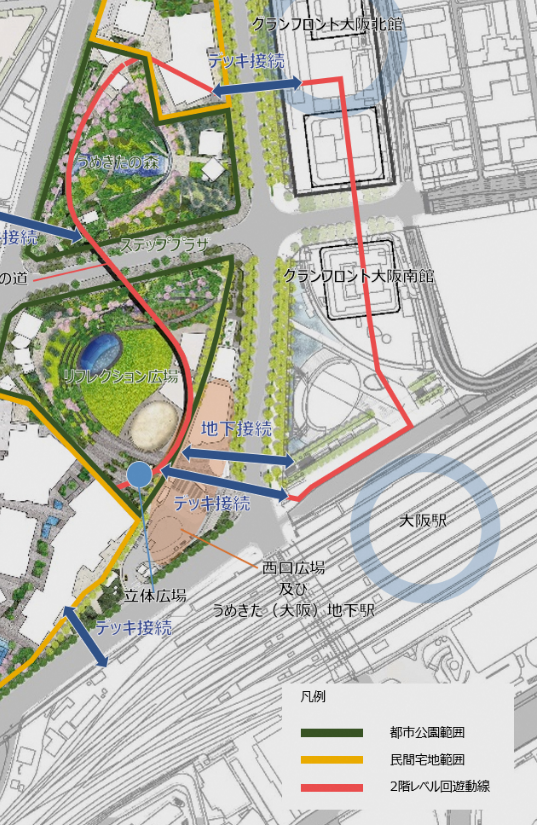 グランフロント大阪北館
デッキ接続
うめきたの森
接続
ステッププラザ
の道
グランフロント大阪南館
リフレクション広場
地下接続
デッキ接続
大阪駅
西口広場
及び
うめきた（大阪）地下駅
立体広場
デッキ接続
凡例
都市公園範囲
民間宅地範囲
2階レベル回遊動線